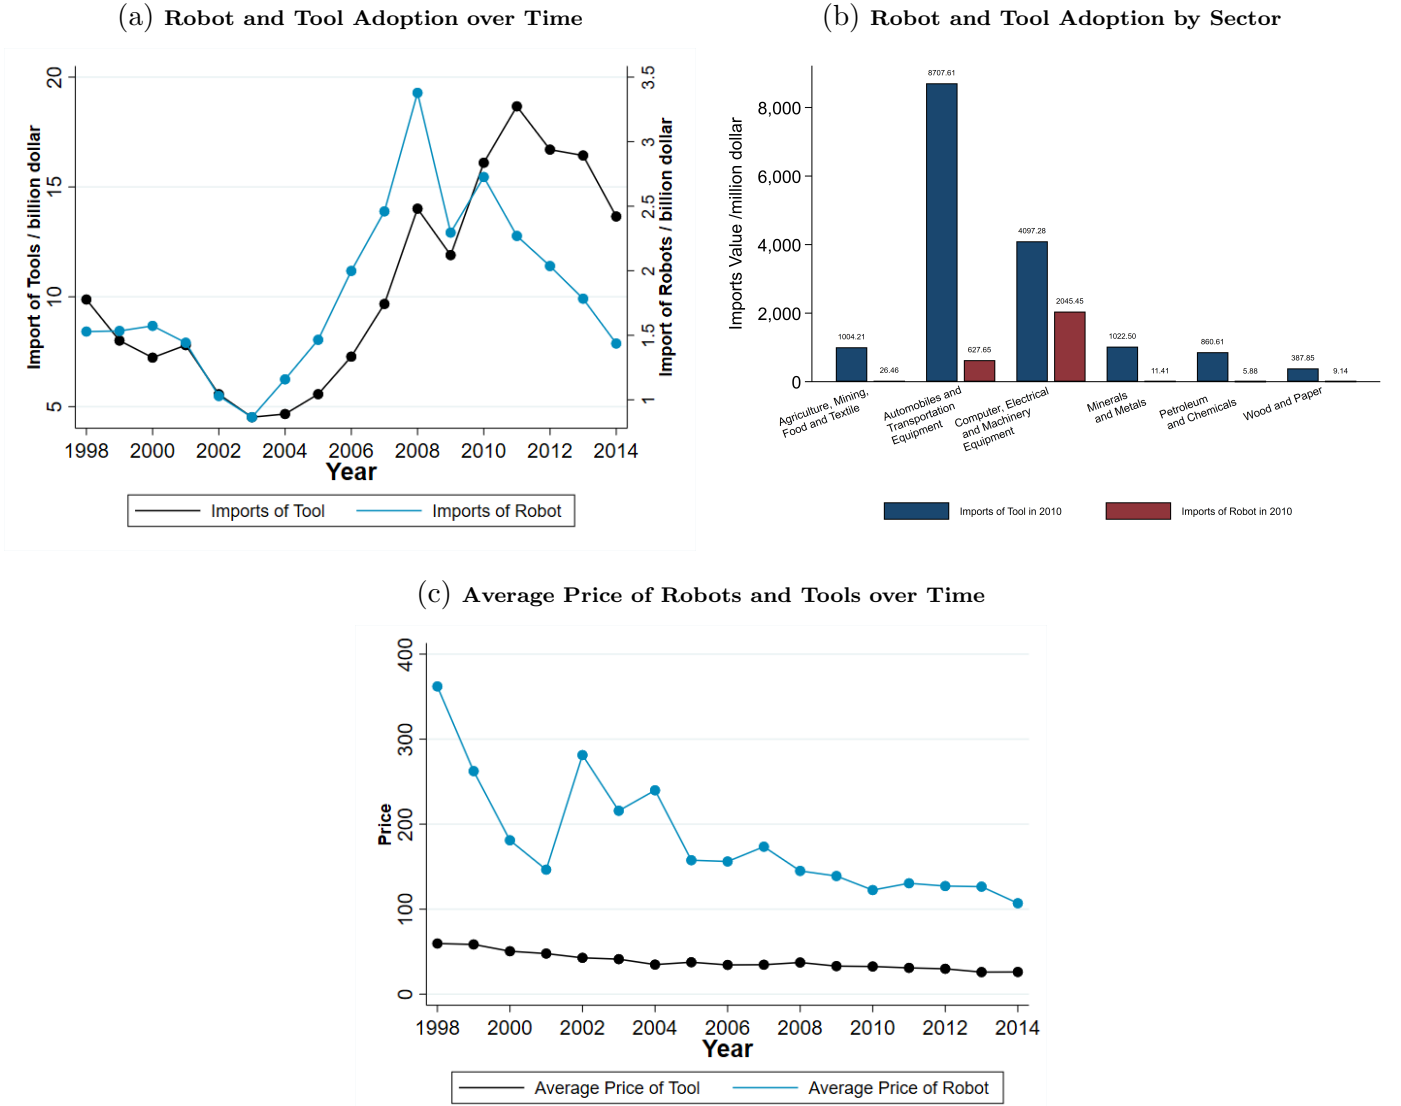 (a) Robot and Tool Adoption over Time
Import of Tools / billion dollar
20
15
10
5
3.5
3
2.5
2
1.5
1
Import of Robots / billion dollar
1998 2000 2002 2004 2006 2008 2010 2012 2014
Year
Imports of Tool Imports of Robot
(b) Robot and Tool Adoption by Sector
Imports Value /million dollar
8,000
6,000
4,000
2,000
0
1004.21
26.46
8707.61
627.65
4097.28
2045.45
1022.50
11.41
860.61
5.88
387.85
9.14
Agriculture, Mining,
Food and Textile
Automobiles and
Transportation
Equipment
Computer, Electrical
and Machinery
Equipment
Minerals
and Metals
Petroleum
and Chemicals
Wood and Paper
Imports of Tool in 2010 Imports of Robot in 2010
(c) Average Price of Robots and Tools over Time
Price
400
300
200
100
0
1998 2000 2002 2004 2006 2008 2010 2012 2014
Year
Average Price of Tool Average Price of Robot